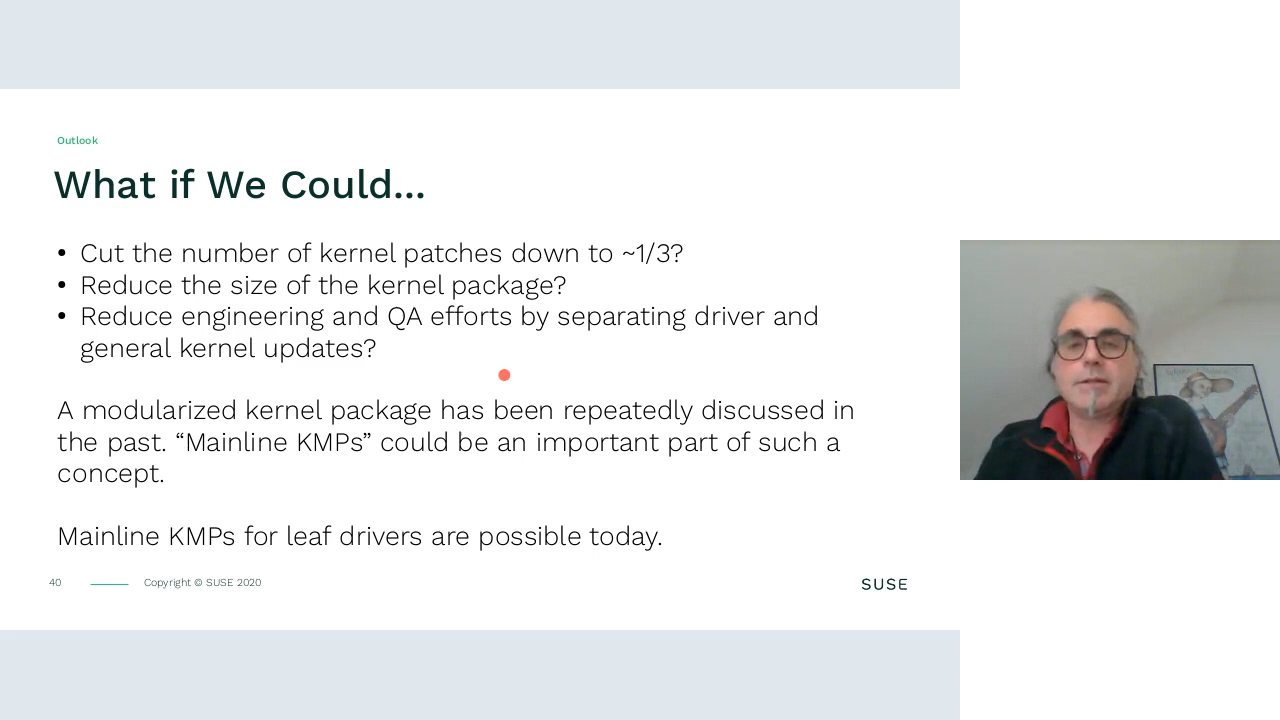 Outlook
What if We Could...
• Cut the number of kernel patches down to ~1/3?
• Reduce the size of the kernel package?
• Reduce engineering and QA efforts by separating driver and
general kernel updates?
A modularized kernel package has been repeatedly discussed in
the past. “Mainline KMPs” could be an important part of such a
concept.
Mainline KMPs for leaf drivers are possible today.
40
Copyright © SUSE 2020
SUSE